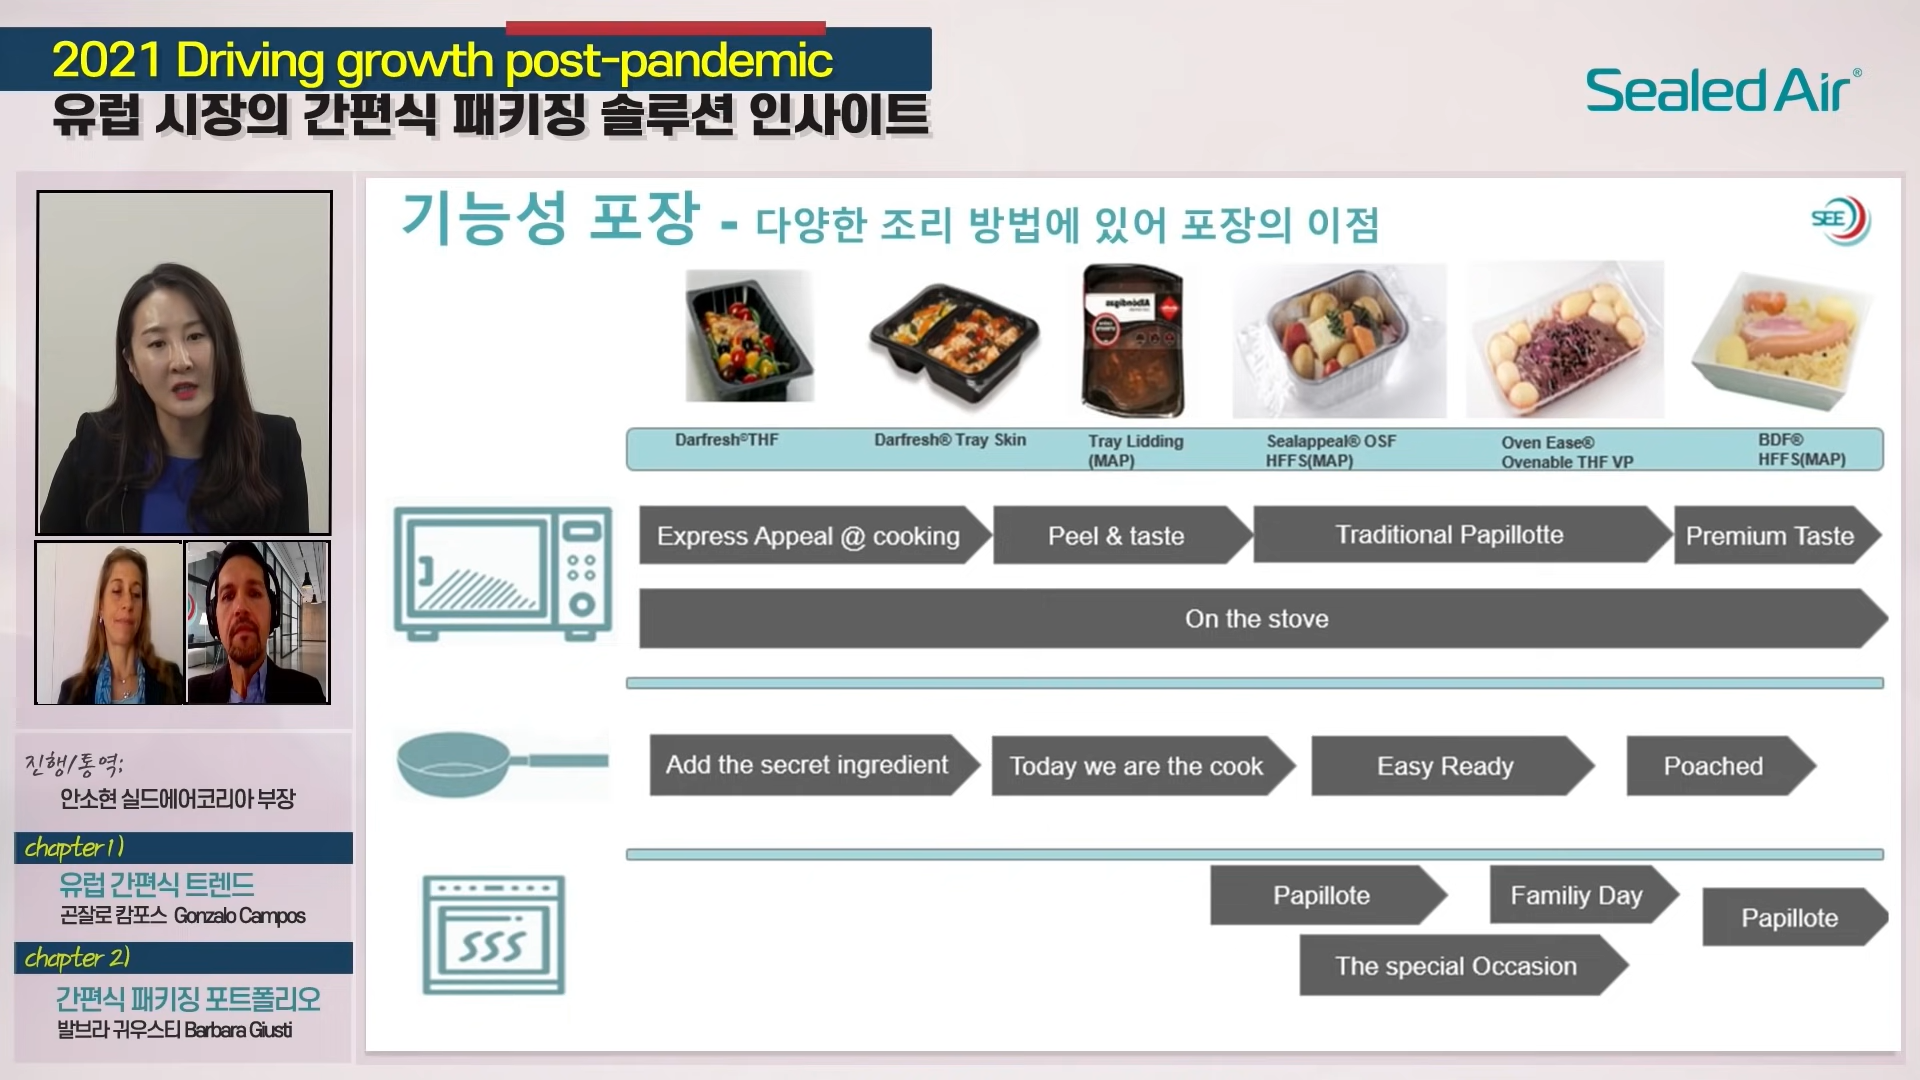 2021 Driving growth post-pandemic
유럽 시장의 간편식 패키징 솔루션 인사이트
Sealed Air®
진행/통역;
안소현 실드에어코리아 부장
chapter 1)
유럽 간편식 트렌드
곤잘로 캄포스 Gonzalo Campos
chapter 2)
간편식 패키징 포트폴리오
발브라 귀우스티 Barbara Giusti
기능성 포장 - 다양한 조리 방법에 있어 포장의 이점
SEE
Darfresh©THF
Darfresh® Tray Skin
Tray Lidding
(MAP)
Sealappeal® OSF
HFFS(MAP)
Oven Ease®
Ovenable THF VP
BDF®
HFFS(MAP)
Express Appeal @ cooking
Peel & taste
Traditional Papillotte
Premium Taste
On the stove
Add the secret ingredient
Today we are the cook
Easy Ready
Poached
Papillote
Familiy Day
Papillote
The special Occasion